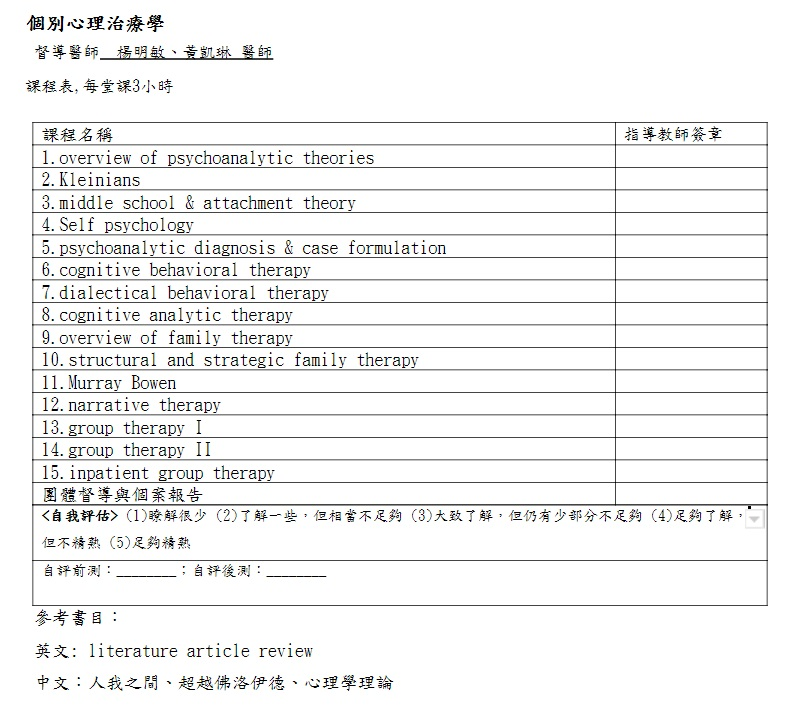 個別心理治療學
督導醫師 楊明敏、黃凱琳 醫師
課程表,每堂課3小時
課程名稱 指導教師簽章
1.overview of psychoanalytic theories
2.Kleinians
3.middle school & attachment theory
4.Self psychology
5.psychoanalytic diagnosis & case formulation
6.cognitive behavioral therapy
7.dialectical behavioral therapy
8.cognitive analytic therapy
9.overview of family therapy
10.structural and strategic family therapy
11.Murray Bowen
12.narrative therapy
13.group therapy I
14.group therapy II
15.inpatient group therapy
團體督導與個案報告
<自我評估> (1)瞭解很少 (2)了解一些，但相當不足夠 (3)大致了解，但仍有少部分不足夠 (4)足夠了解，
但不精熟 (5)足夠精熟
自評前測：________；自評後測：________
參考書目：
英文: literature article review
中文：人我之間、超越佛洛伊德、心理學理論